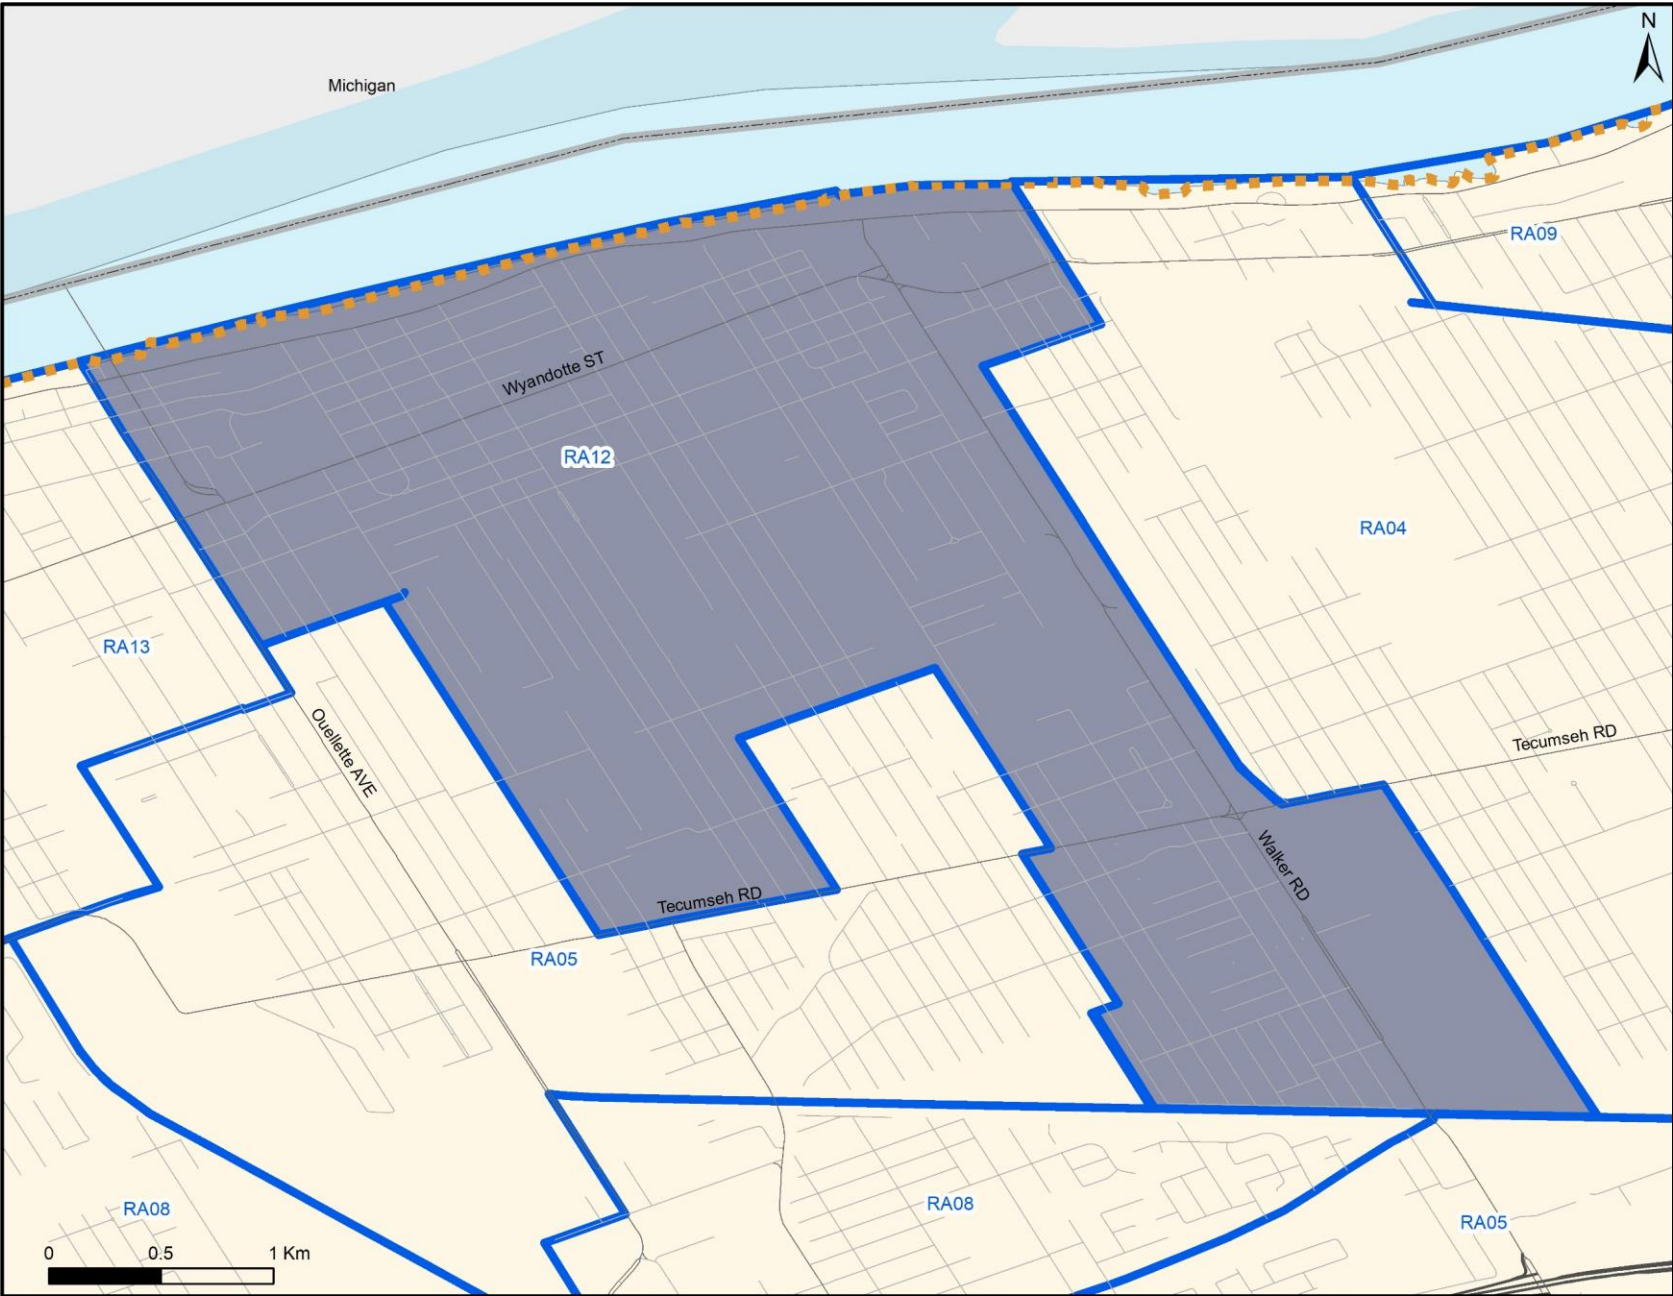 N
Michigan
RA09
Wyandotte ST
RA12
RA04
RA13
Ouellette AVE
Tecumseh RD
Walker RD
Tecumseh RD
RA05
RA08
RA08
RA05
0 0.5 1 Km